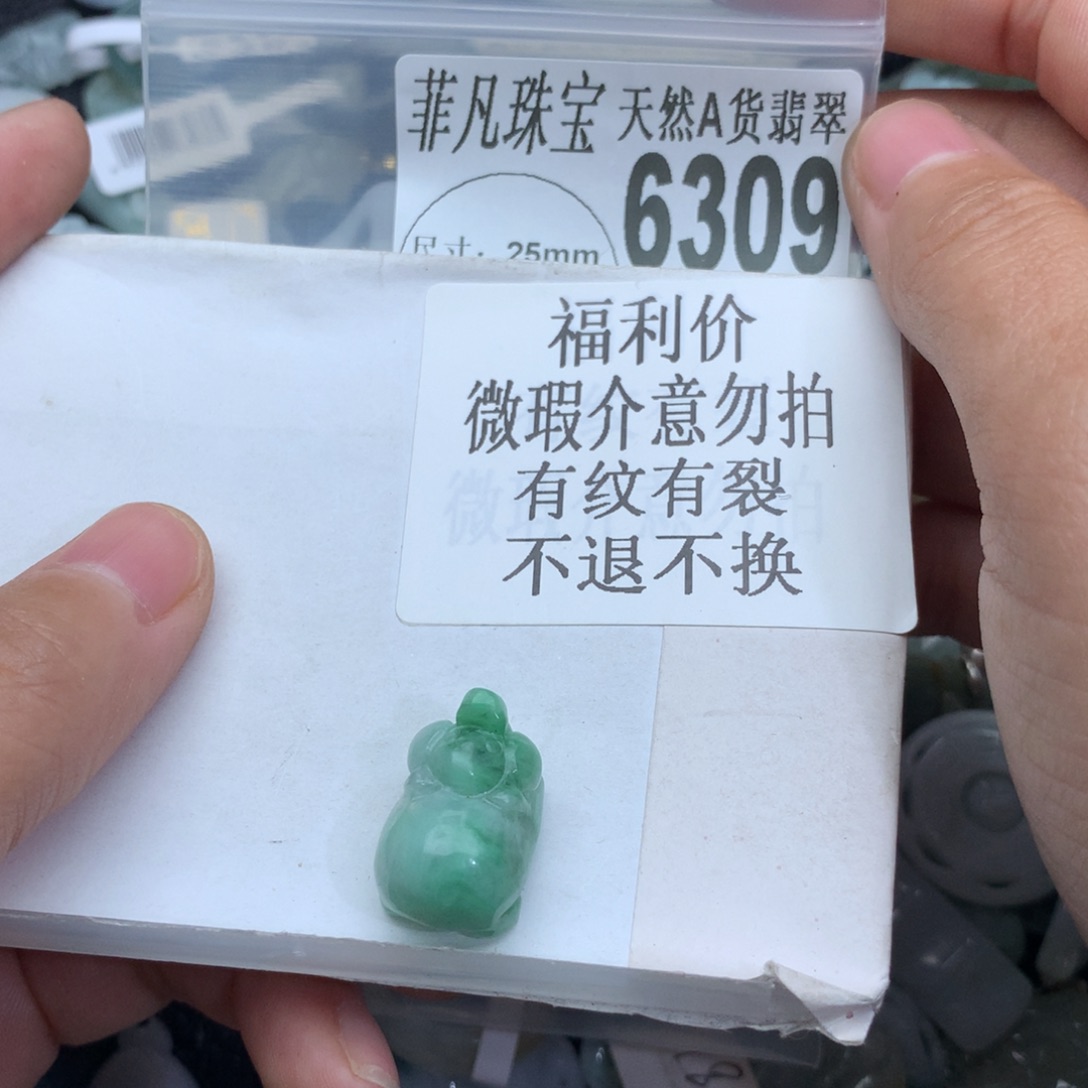 菲凡珠宝 天然A货翡翠
6309
尺寸: 25mm
福利价
微瑕介意勿拍
有纹有裂
不退不换